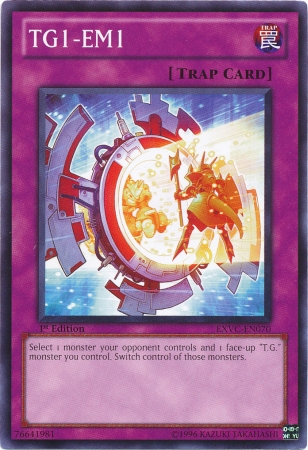 TG1-EM1
TRAP
罠
[TRAP CARD]
1st Edition
EXVC-EN070
Select 1 monster your opponent controls and 1 face-up "T.G."
monster you control. Switch control of those monsters.
76641981
©1996 KAZUKI TAKAHASHI